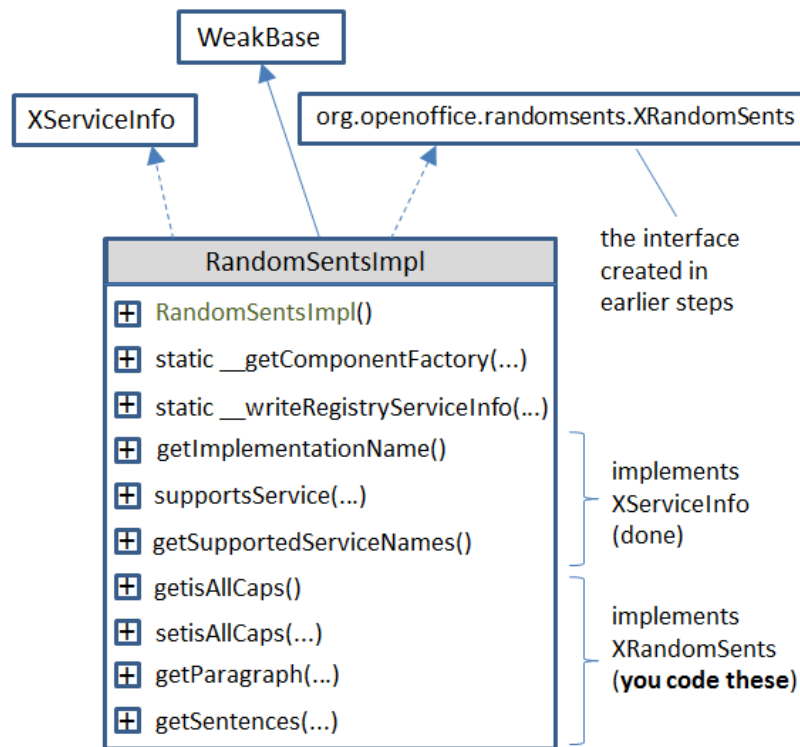 WeakBase
XServiceInfo
org.openoffice.randomsents.XRandomSents
the interface
created in
earlier steps
RandomSentsImpl
RandomSentsImpl()
static __getComponentFactory(...)
static __writeRegistryServiceInfo(...)
getImplementationName()
supportsService(...)
getSupportedServiceNames()
implements
XServiceInfo
(done)
getisAllCaps()
setisAllCaps(...)
getParagraph(...)
getSentences(...)
implements
XRandomSents
(you code these)